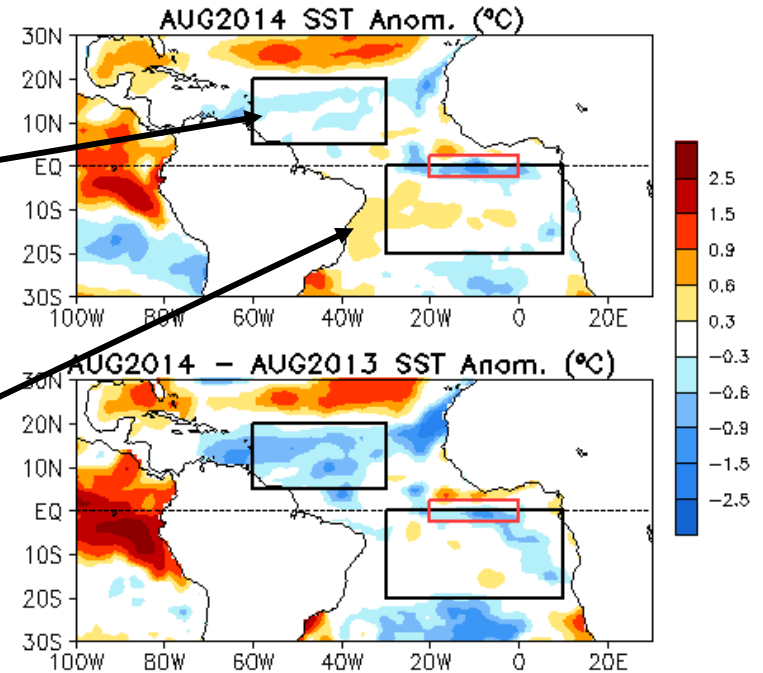 AUG2014 SST Anom. (ºC)
30N
20N
10N
EQ
10S
20S
30S
100W 80W 60W 40W 20W 0 20E
AUG2014 – AUG2013 SST Anom. (ºC)
30N
20N
10N
EQ
10S
20S
30S
100W 80W 60W 40W 20W 0 20E
2.5
1.5
0.9
0.6
0.3
−0.3
−0.6
−0.9
−1.5
−2.5